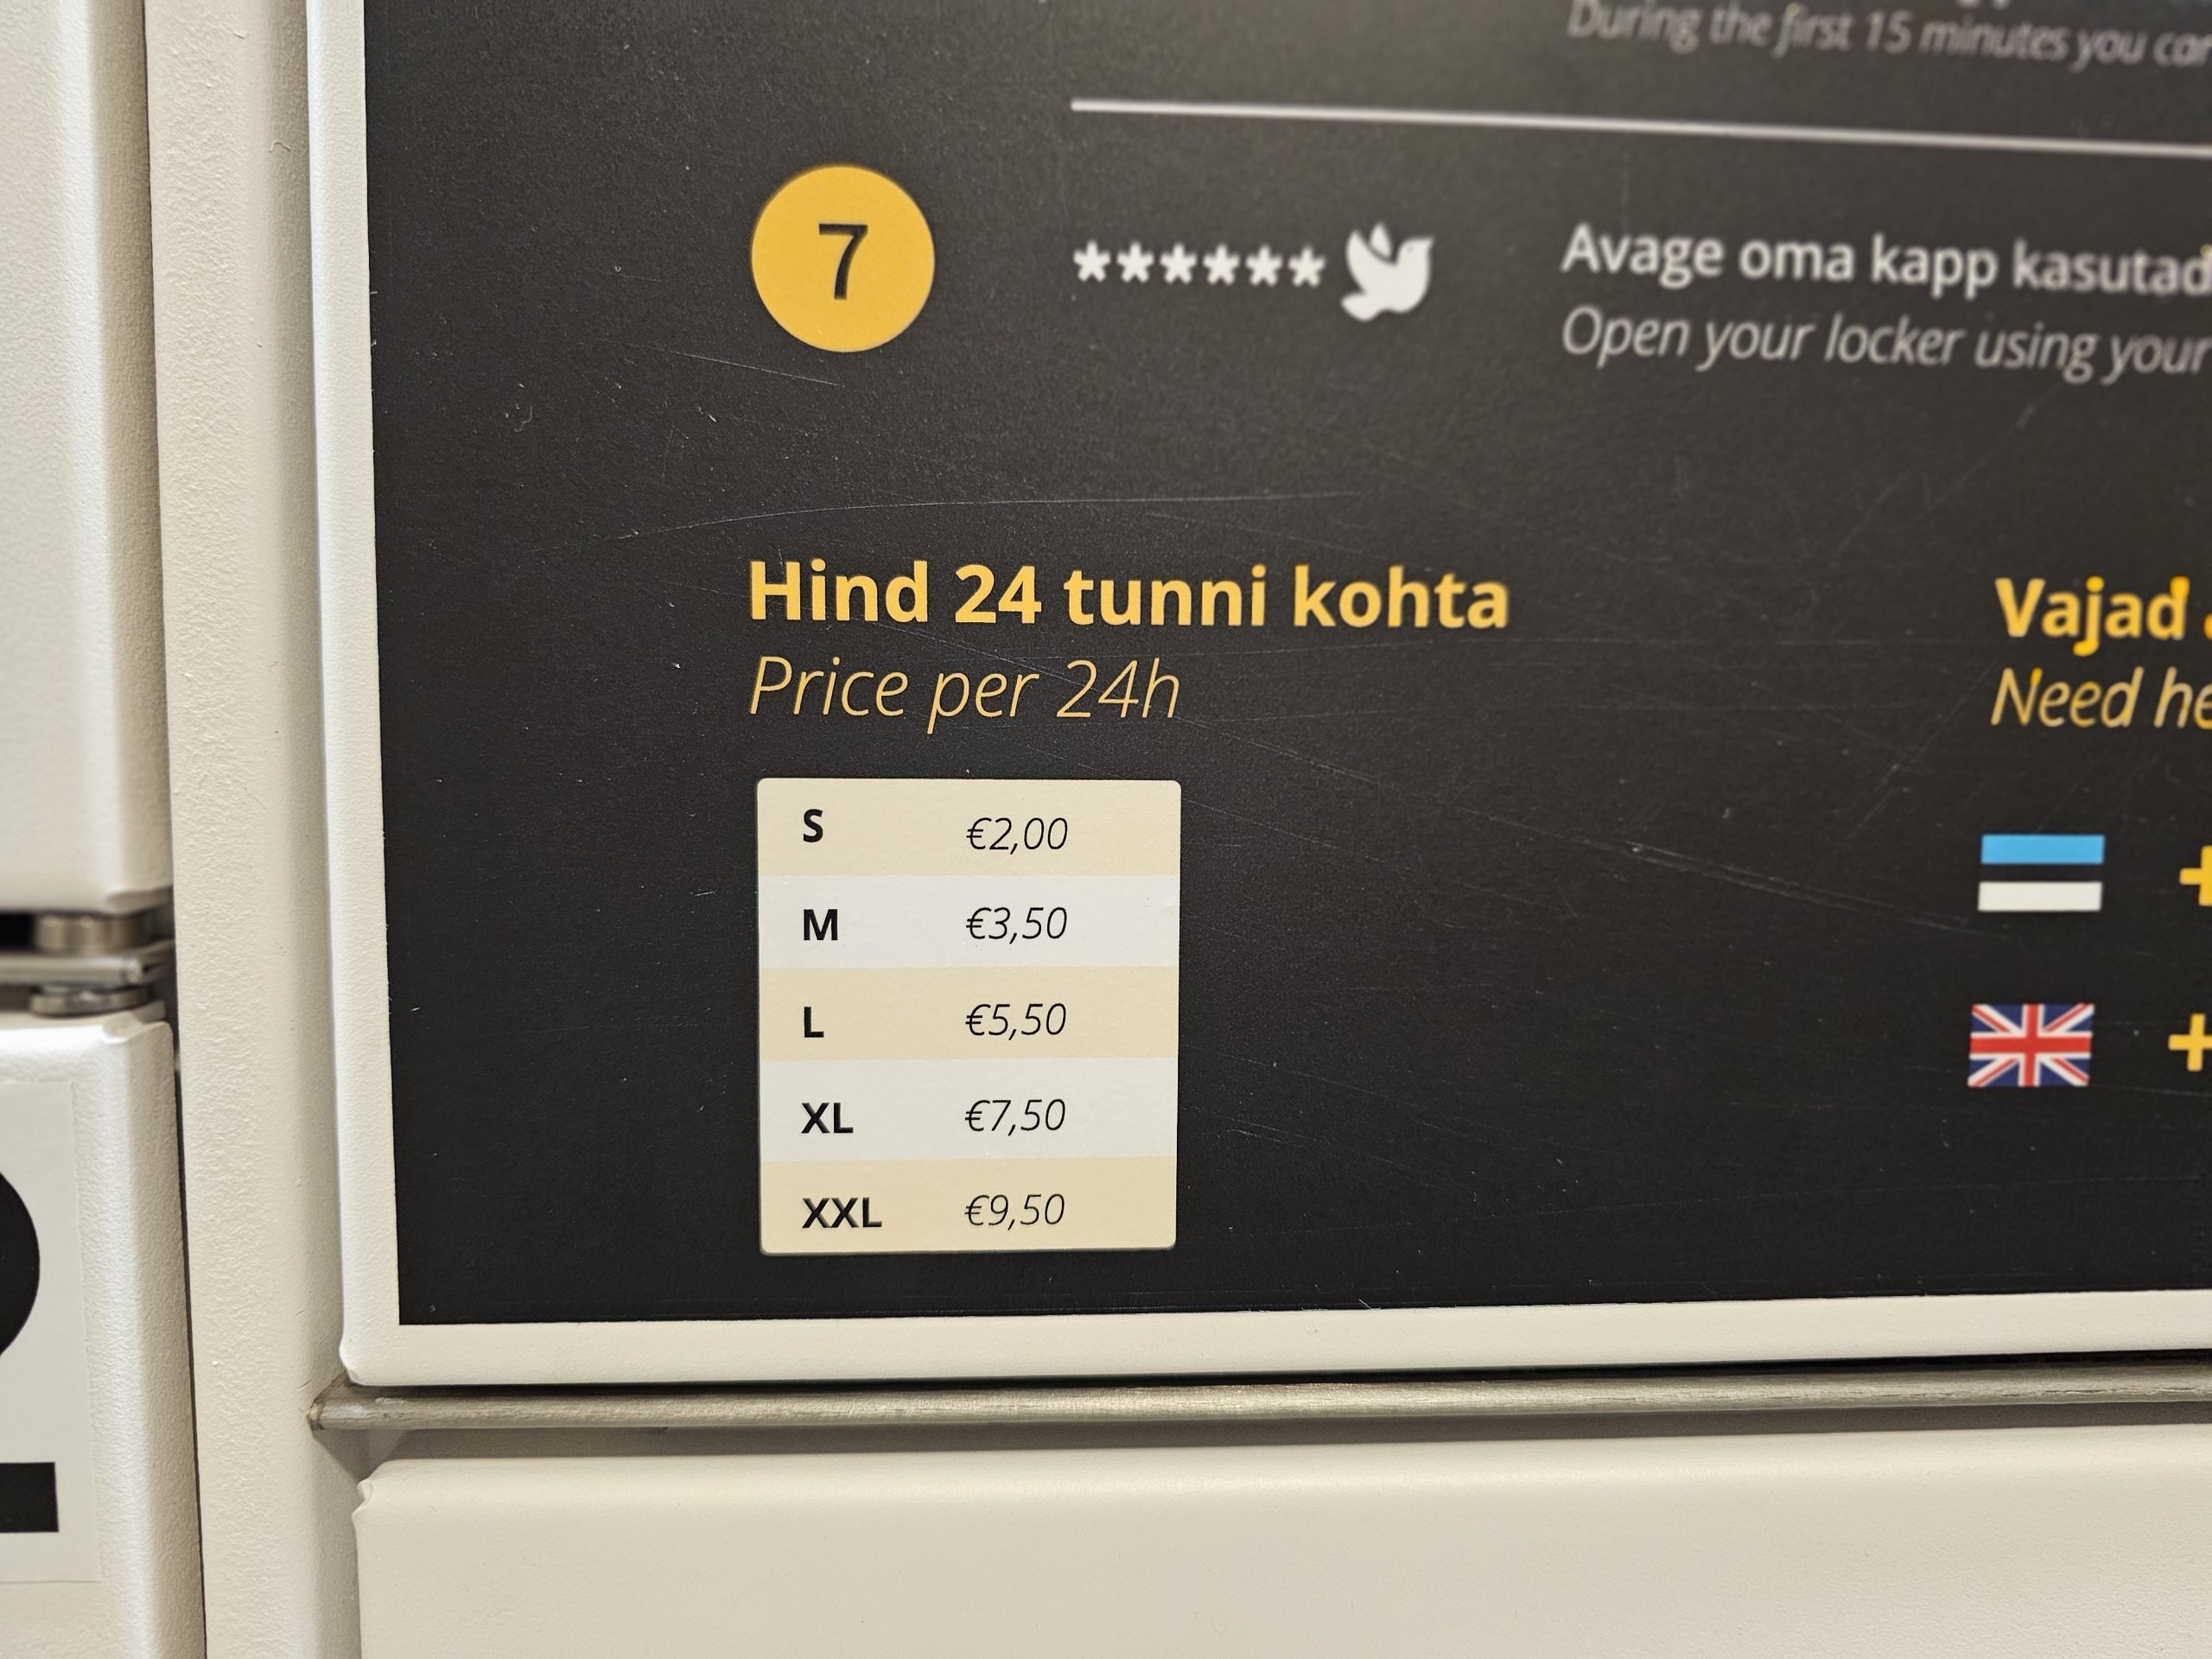 During the first 15 minutes you can
7
****** Avage oma kapp kasutad
Open your locker using your
Hind 24 tunni kohta
Price per 24h
S €2,00
M €3,50
L €5,50
XL €7,50
XXL €9,50
Vajad
Need he
+
+